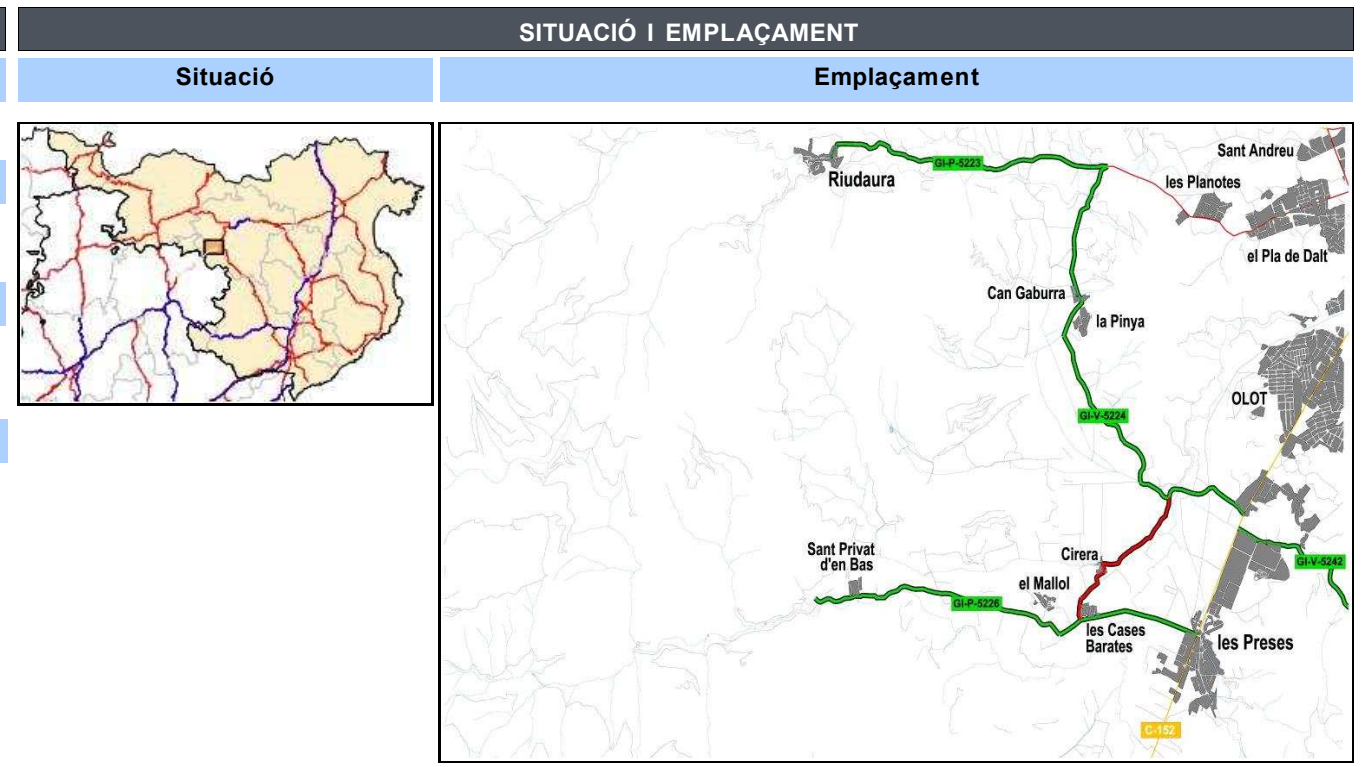 SITUACIÓ I EMPLAÇAMENT
Situació
Emplaçament
Sant Andreu
GI-P-5223
Riudaura
les Planotes
el Pla de Dalt
Can Gaburra
la Pinya
OLOT
GI-V-5224
Sant Privat
d'en Bas
Cirera
GI-V-5242
el Mallol
GI-P-5226
les Cases
Barates
les Preses
C-152